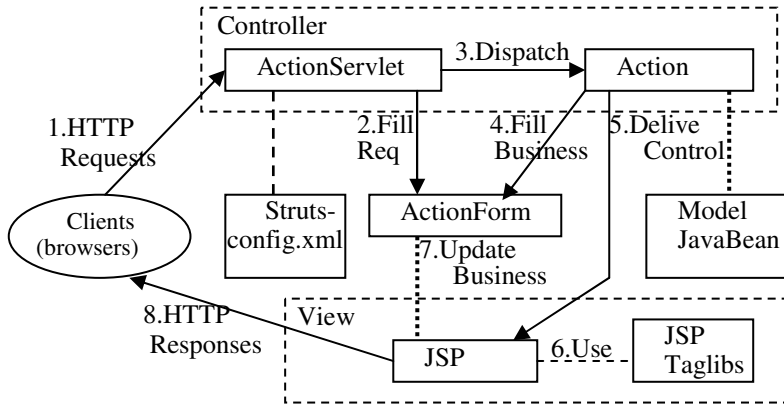 Controller
ActionServlet
3.Dispatch
Action
1.HTTP
Requests
2.Fill
Req
4.Fill
Business
5.Delive
Control
Clients
(browsers)
Struts-
config.xml
ActionForm
Model
JavaBean
7.Update
Business
8.HTTP
Responses
View
JSP
6.Use
JSP
Taglibs